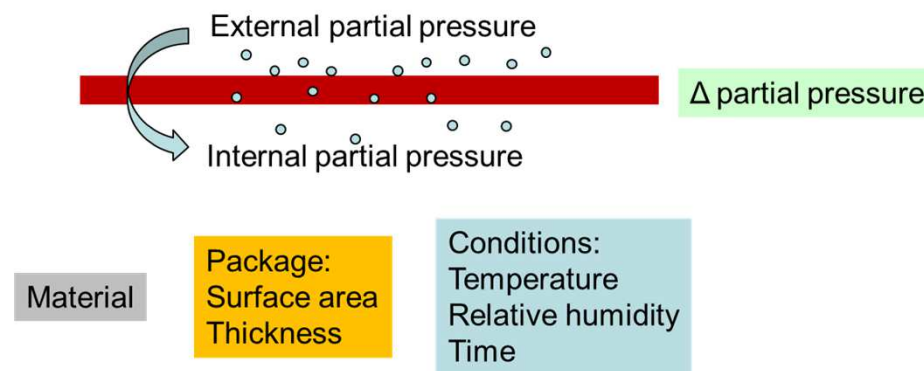 External partial pressure
Δ partial pressure
Internal partial pressure
Material
Package:
Surface area
Thickness
Conditions:
Temperature
Relative humidity
Time